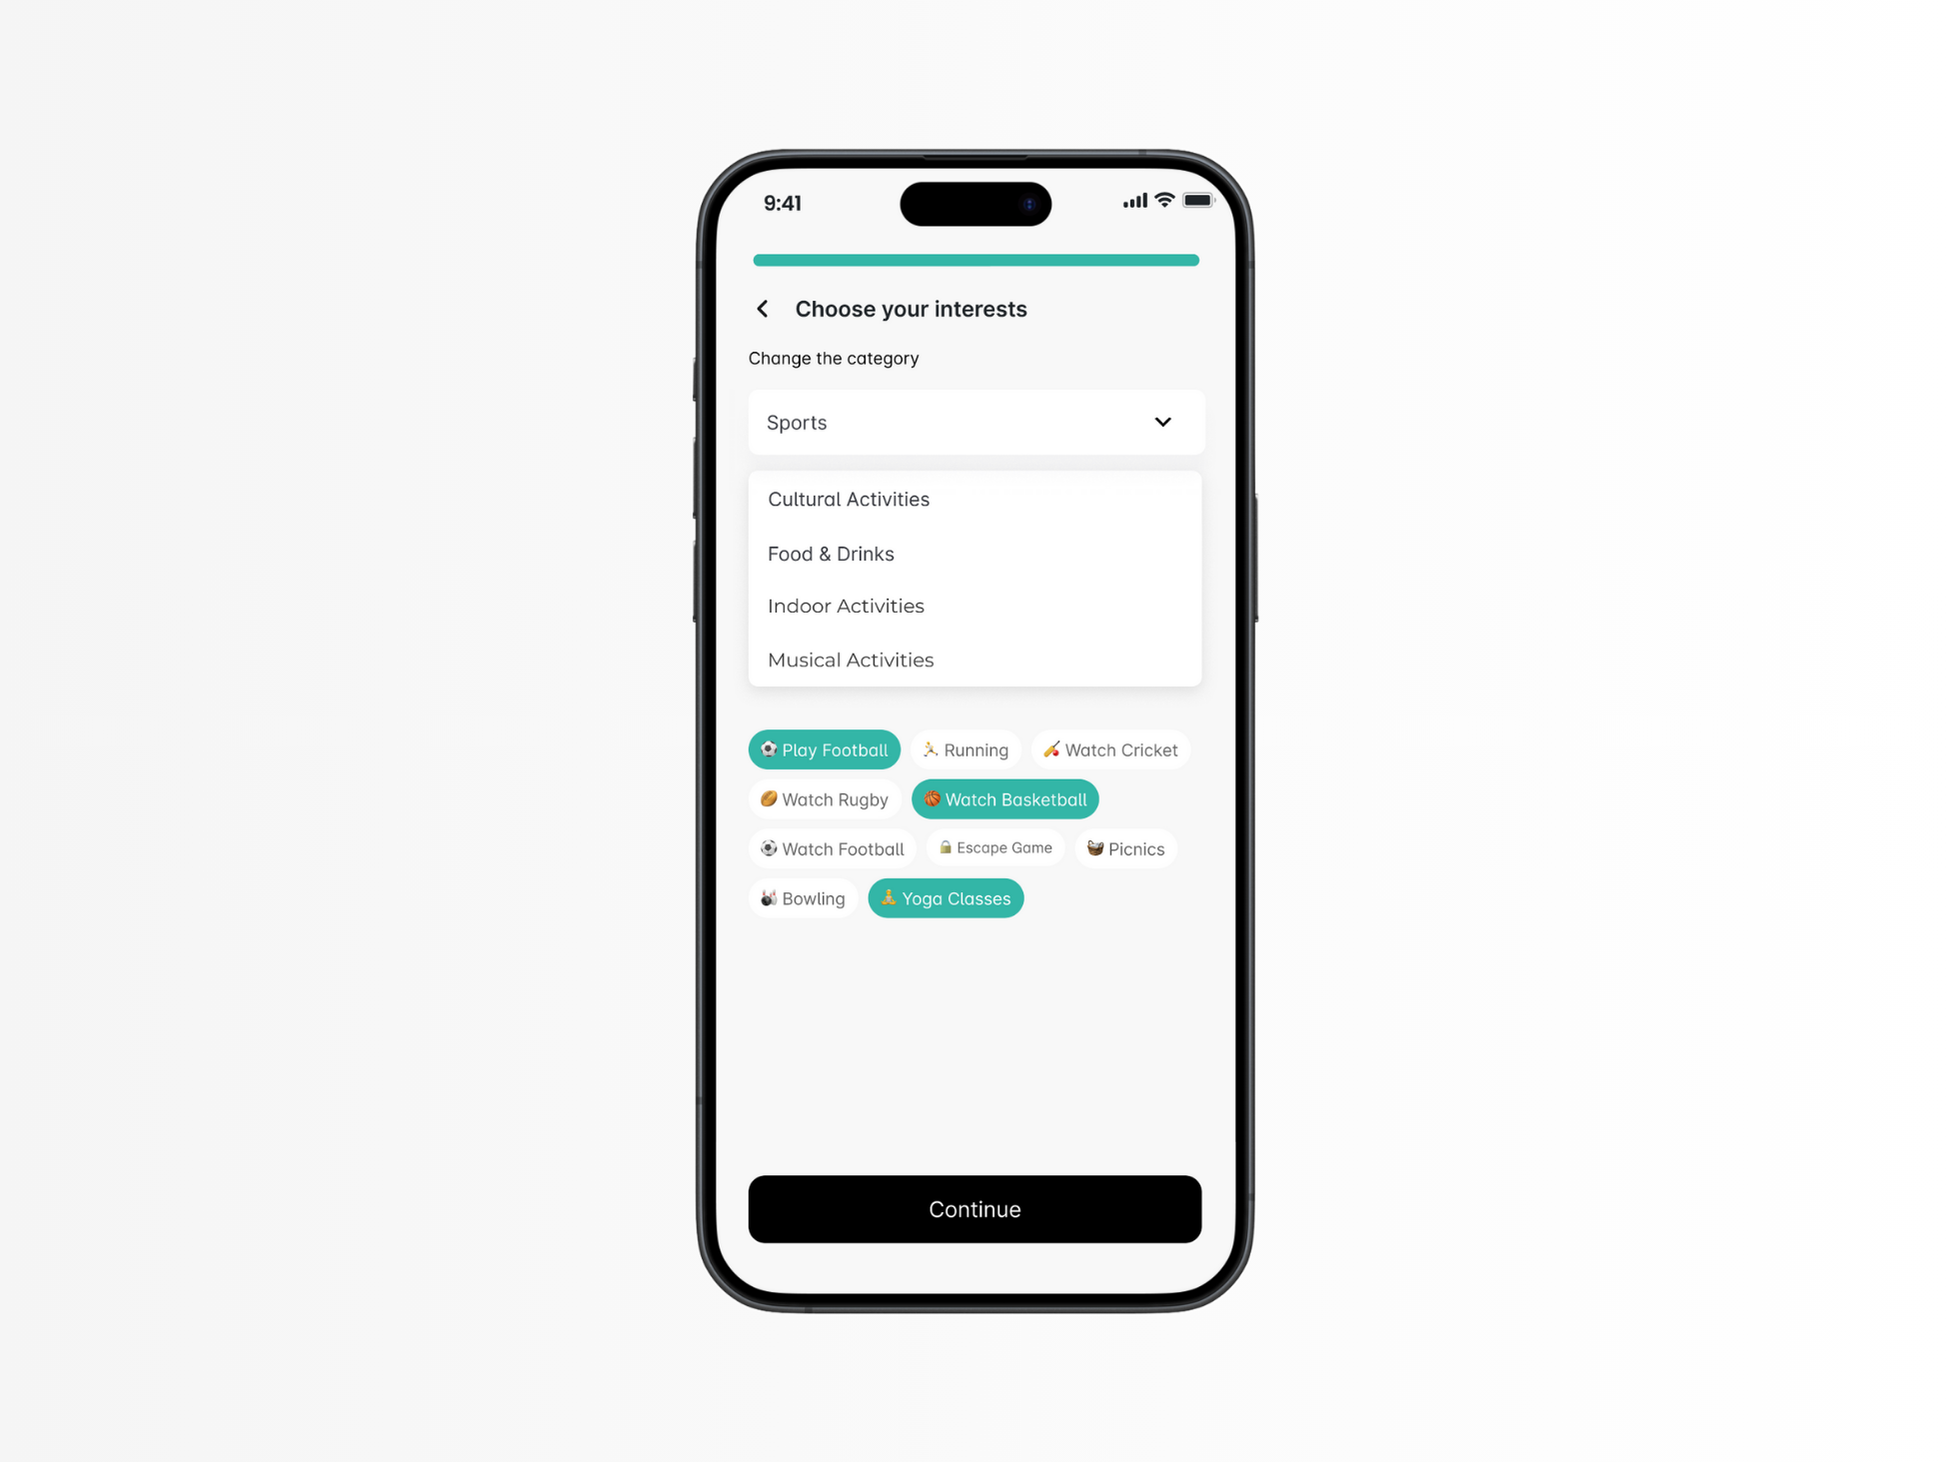 9:41
Choose your interests
Change the category
Sports
Cultural Activities
Food & Drinks
Indoor Activities
Musical Activities
Play Football Running Watch Cricket
Watch Rugby Watch Basketball
Watch Football Escape Game Picnics
Bowling Yoga Classes
Continue